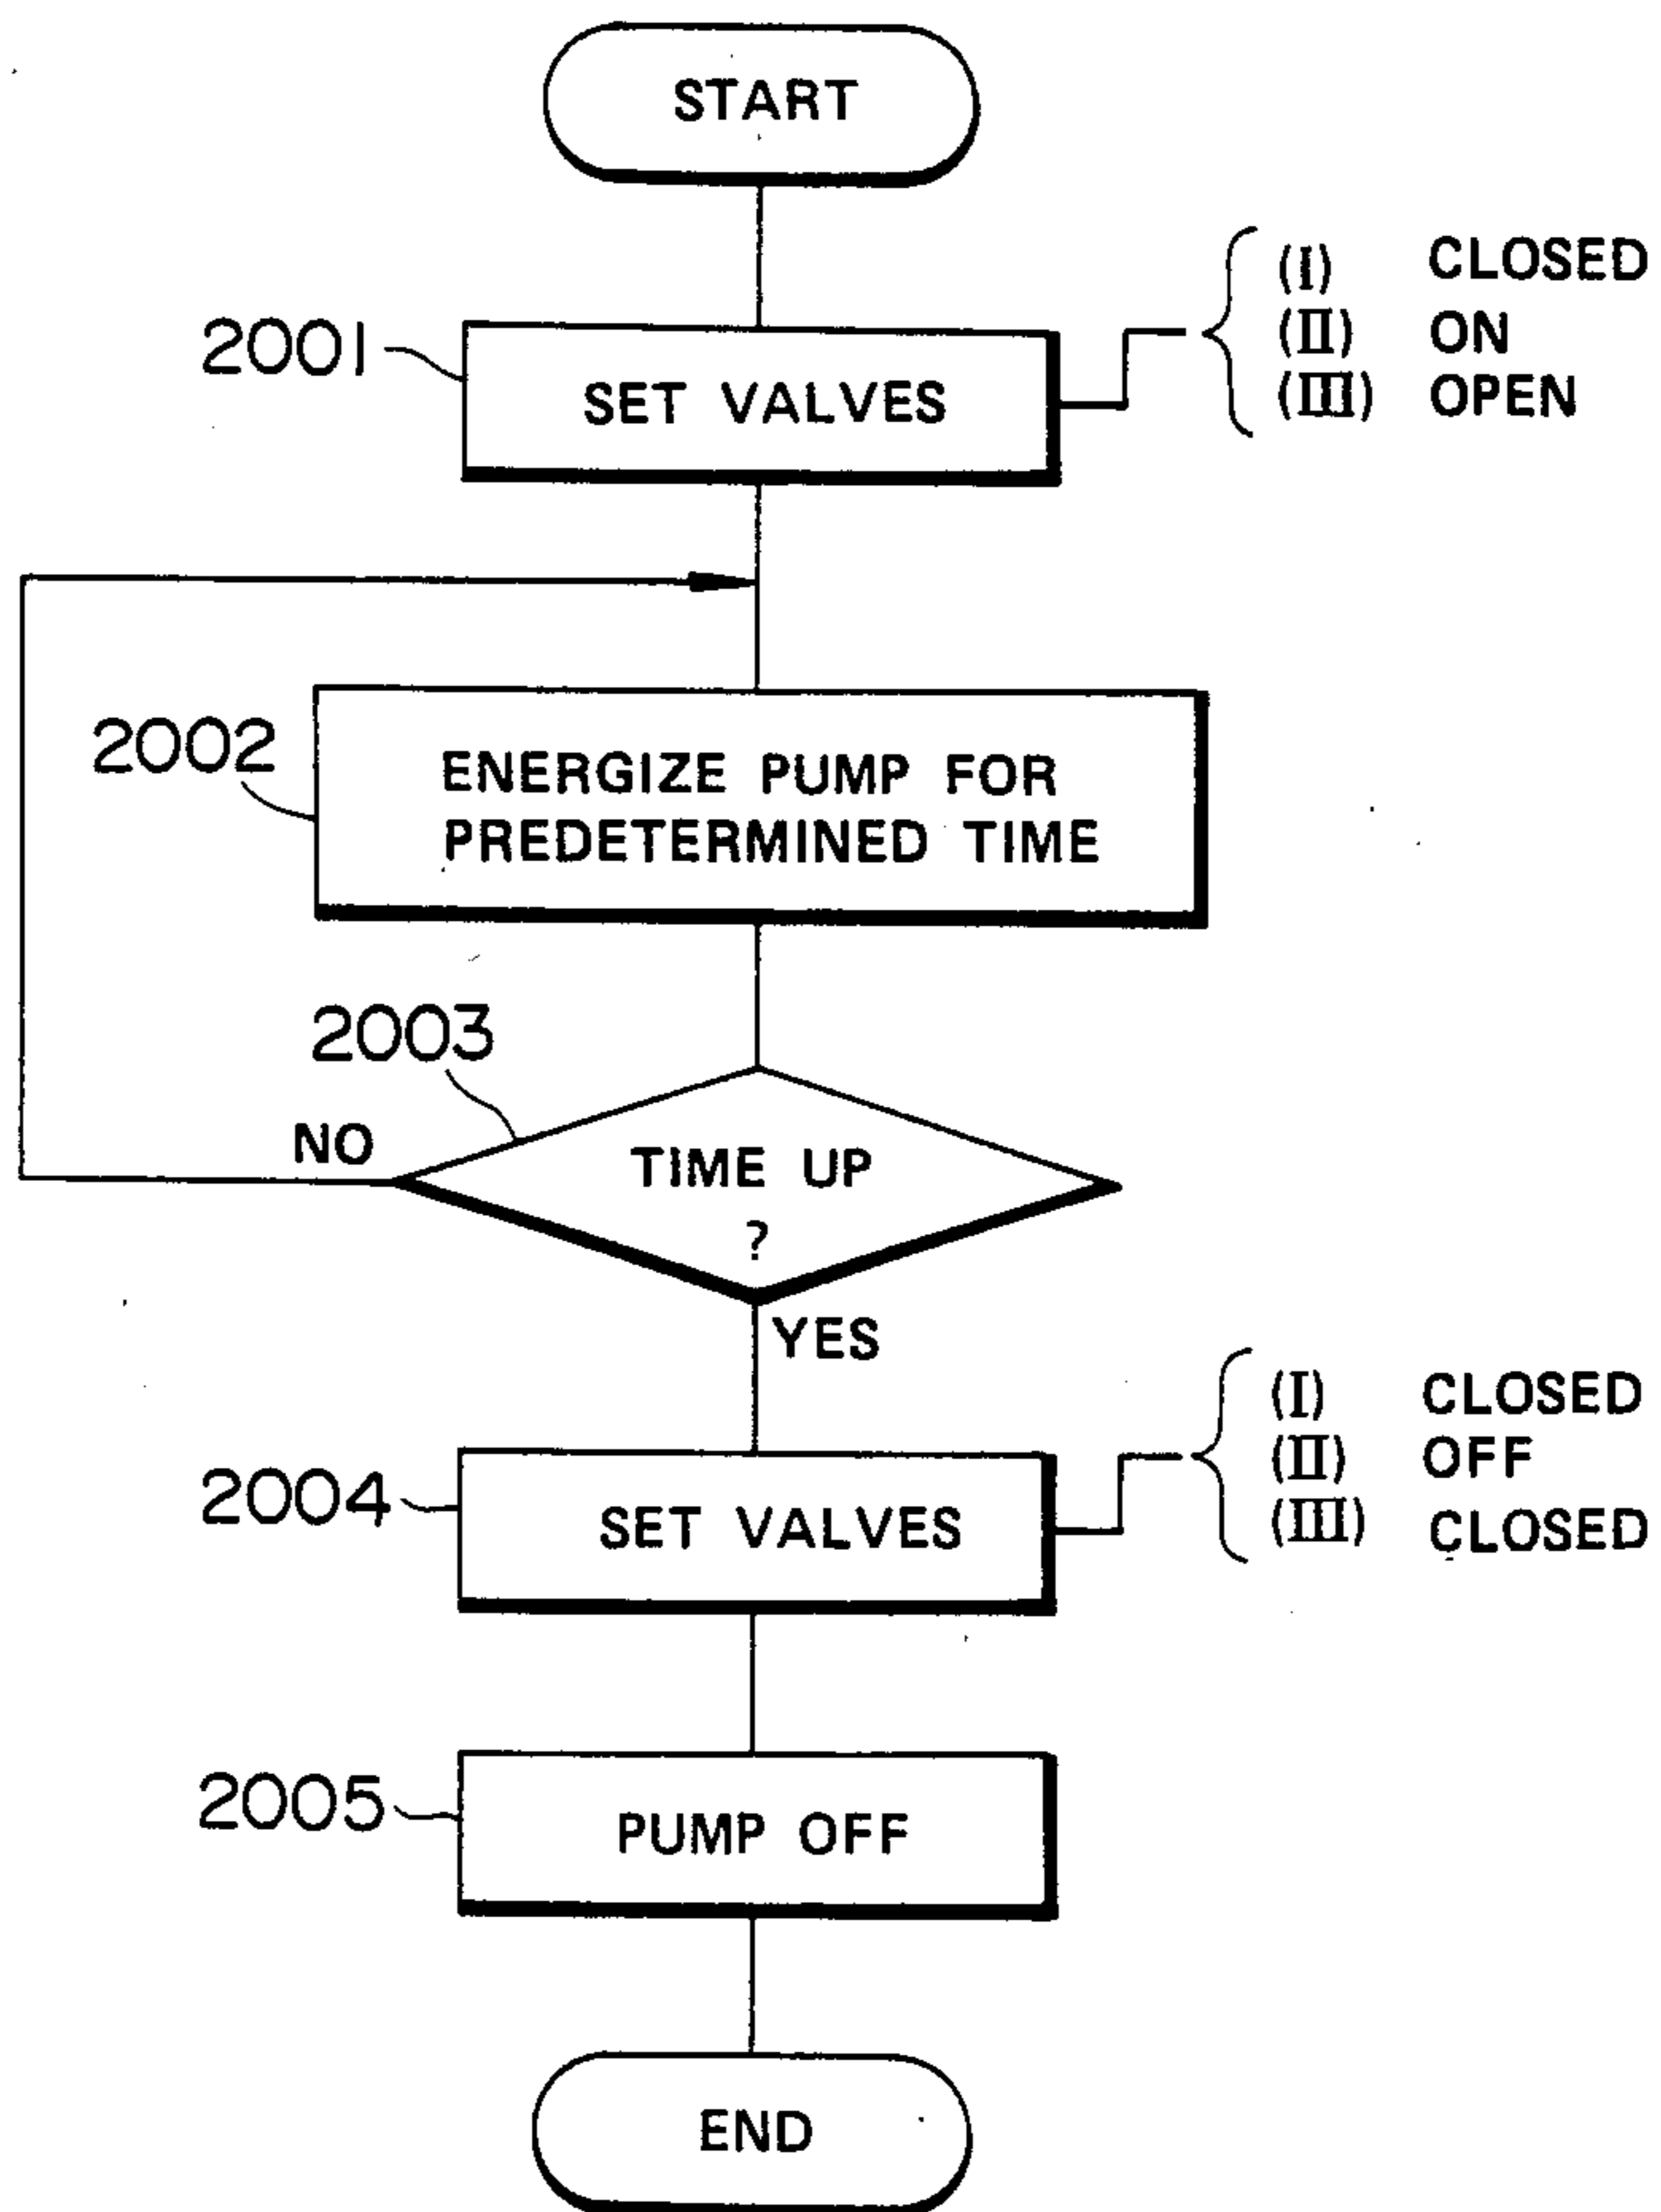 START
2001
SET VALVES
(I) CLOSED
(II) ON
(III) OPEN
2002
ENERGIZE PUMP FOR
PREDETERMINED TIME
2003
NO
TIME UP
?
YES
2004
SET VALVES
(I) CLOSED
(II) OFF
(III) CLOSED
2005
PUMP OFF
END